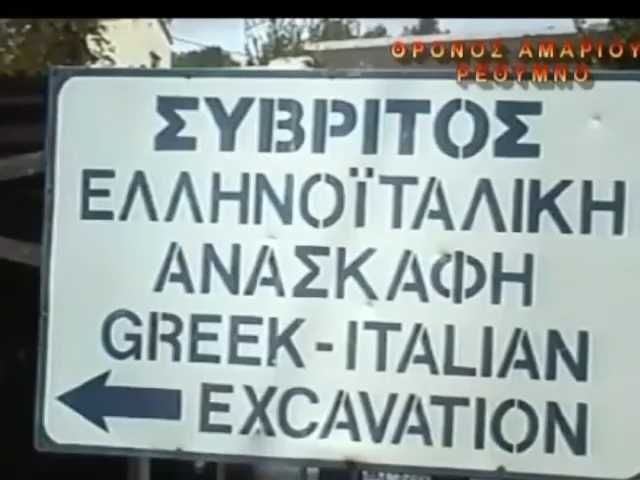 ΘΡΟΝΟΣ ΑΜΑΡΙΟΥ
ΡΕΘΥΜΝΟ
ΣΥΒΡΙΤΟΣ
ΕΛΛΗΝΟΪΤΑΛΙΚΗ
ΑΝΑΣΚΑΦΗ
GREEK-ITALIAN
EXCAVATION